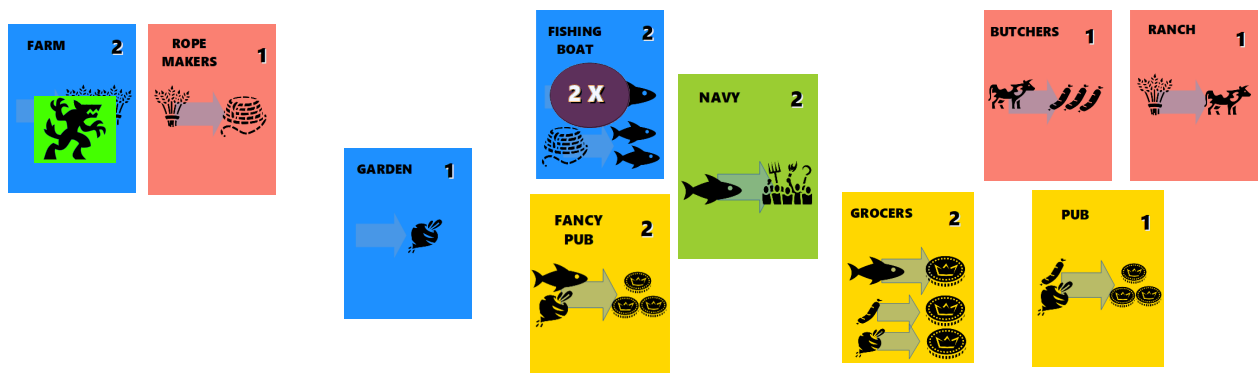 FARM 2
ROPE
MAKERS 1
GARDEN 1
FISHING
BOAT 2
2 X
FANCY
PUB 2
NAVY 2
GROCERS 2
BUTCHERS 1
RANCH 1
PUB 1